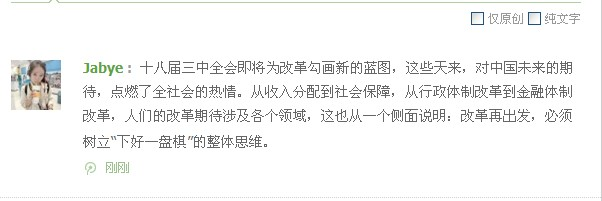 仅原创 纯文字
Jabye：十八届三中全会即将为改革勾画新的蓝图，这些天来，对中国未来的期
待，点燃了全社会的热情。从收入分配到社会保障，从行政体制改革到金融体制
改革，人们的改革期待涉及各个领域，这也从一个侧面说明：改革再出发，必须
树立“下好一盘棋”的整体思维。
刚刚